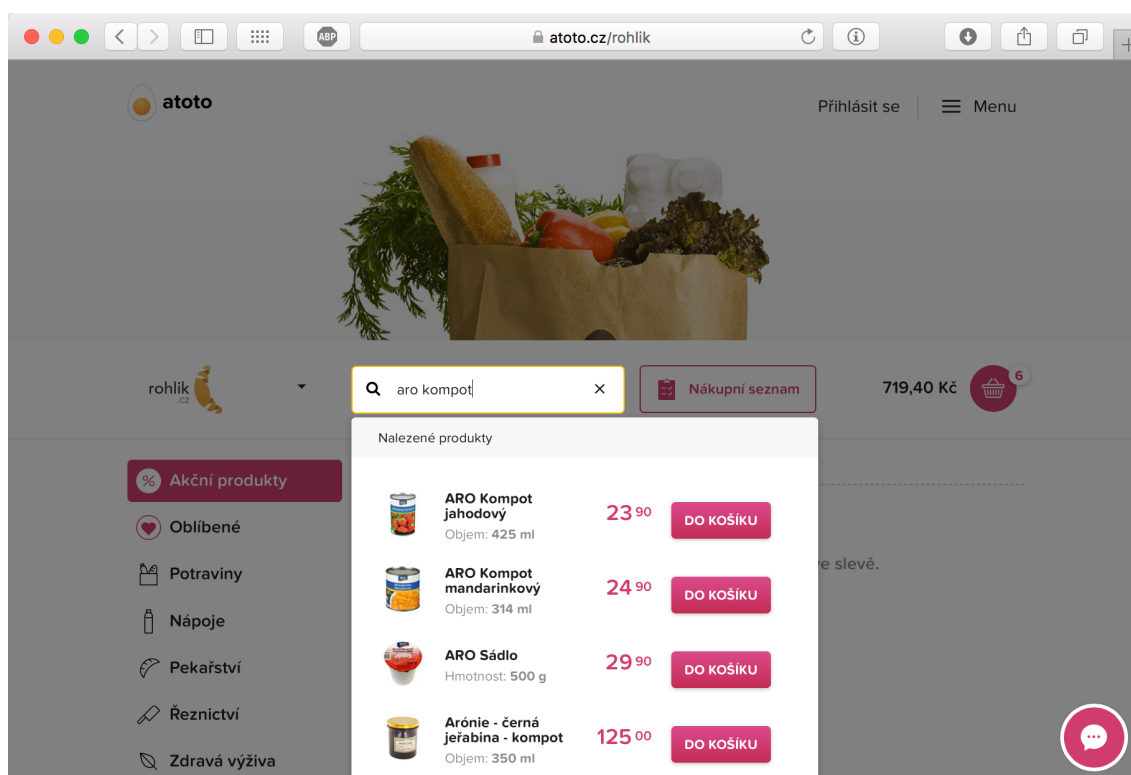 ABP
atoto.cz/rohlik
atoto
Přihlásit se
Menu
rohlik
.cz
aro kompot
Nákupní seznam
719,40 Kč
6
Nalezené produkty
% Akční produkty
Oblíbené
Potraviny
Nápoje
Pekařství
Řeznictví
Zdravá výživa
ARO Kompot
jahodový
Objem: 425 ml
23 90
DO KOŠÍKU
ARO Kompot
mandarinkový
Objem: 314 ml
24 90
DO KOŠÍKU
ARO Sádlo
Hmotnost: 500 g
29 90
DO KOŠÍKU
Arónie - černá
jeřabina - kompot
Objem: 350 ml
125 00
DO KOŠÍKU
ve slevě.